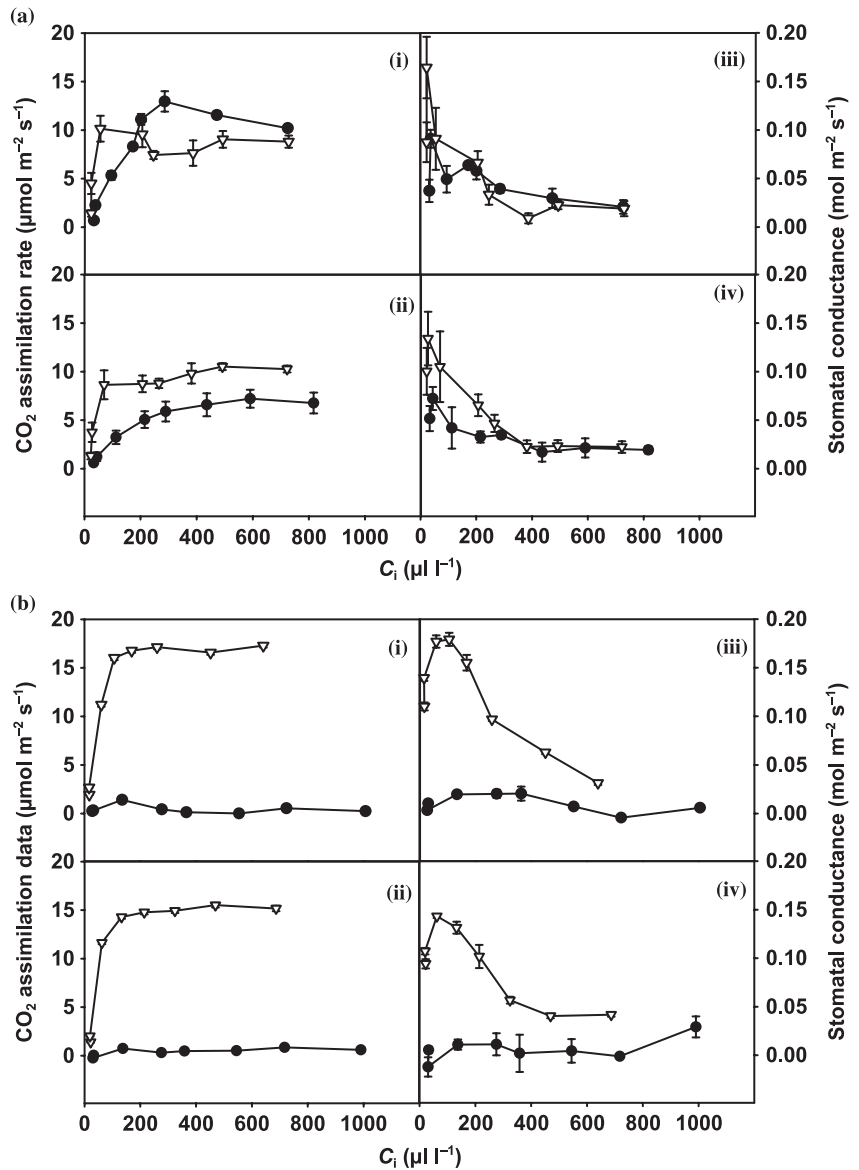 (a)
20
15
10
5
0
CO₂ assimilation rate (µmol m⁻² s⁻¹)
(i)
(iii)
0.20
0.15
0.10
0.05
0.00
Stomatal conductance (mol m⁻² s⁻¹)
20
15
10
5
0
(ii)
(iv)
0.20
0.15
0.10
0.05
0.00
0 200 400 600 800 1000
0 200 400 600 800 1000
Cᵢ (µl l⁻¹)
(b)
20
15
10
5
0
CO₂ assimilation data (µmol m⁻² s⁻¹)
(i)
(iii)
0.20
0.15
0.10
0.05
0.00
Stomatal conductance (mol m⁻² s⁻¹)
20
15
10
5
0
(ii)
(iv)
0.20
0.15
0.10
0.05
0.00
0 200 400 600 800 1000
0 200 400 600 800 1000
Cᵢ (µl l⁻¹)